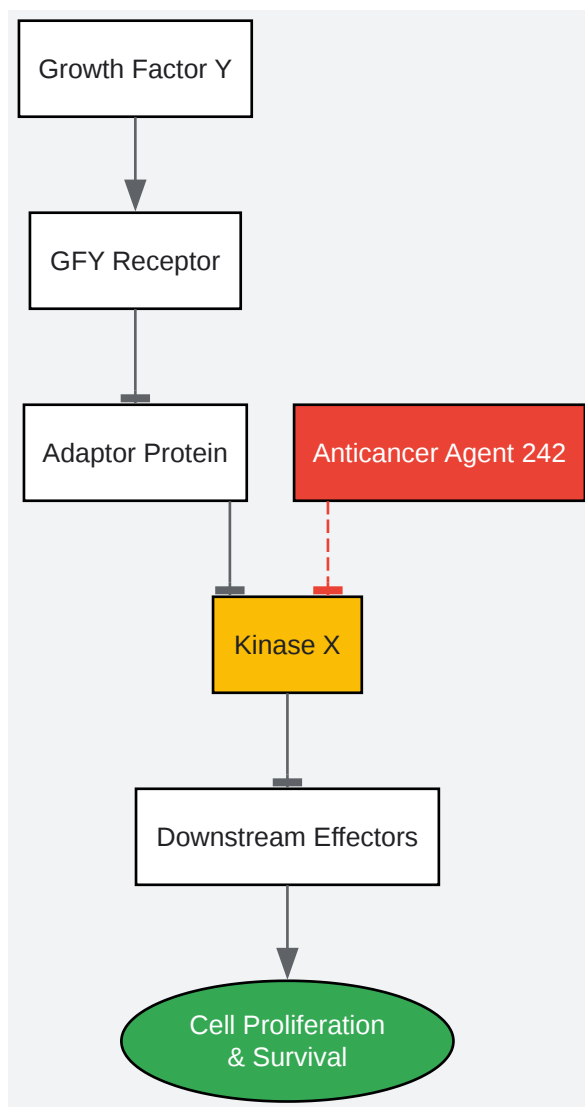 Growth Factor Y
GFY Receptor
Adaptor Protein
Anticancer Agent 242
Kinase X
Downstream Effectors
Cell Proliferation
& Survival